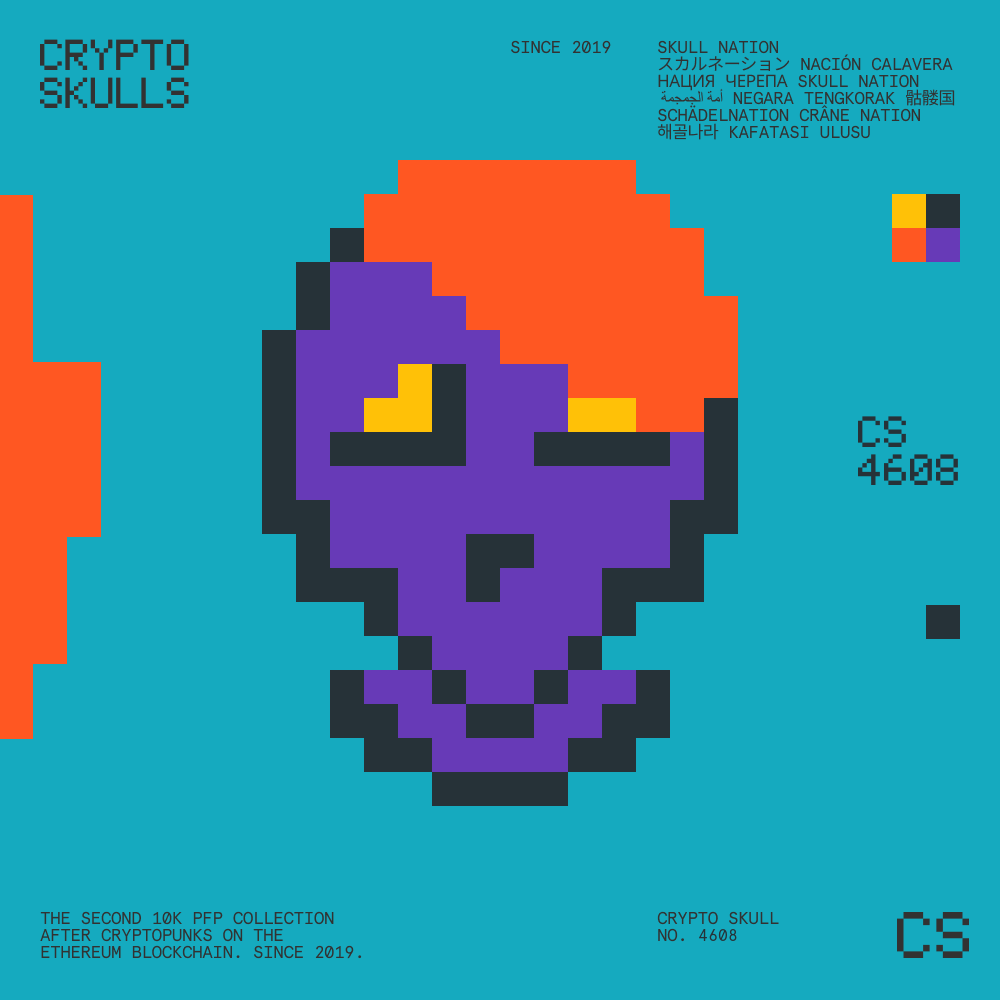 CRYPTO
SKULLS
SINCE 2019
SKULL NATION
スカルネーション NACIÓN CALAVERA
НАЦИЯ ЧЕРЕПА SKULL NATION
أمة الجمجمة NEGARA TENGKORAK 骷髅国
SCHÄDELNATION CRÂNE NATION
해골나라 KAFATASI ULUSU
CS
4608
THE SECOND 10K PFP COLLECTION
AFTER CRYPTOPUNKS ON THE
ETHEREUM BLOCKCHAIN. SINCE 2019.
CRYPTO SKULL
NO. 4608
CS